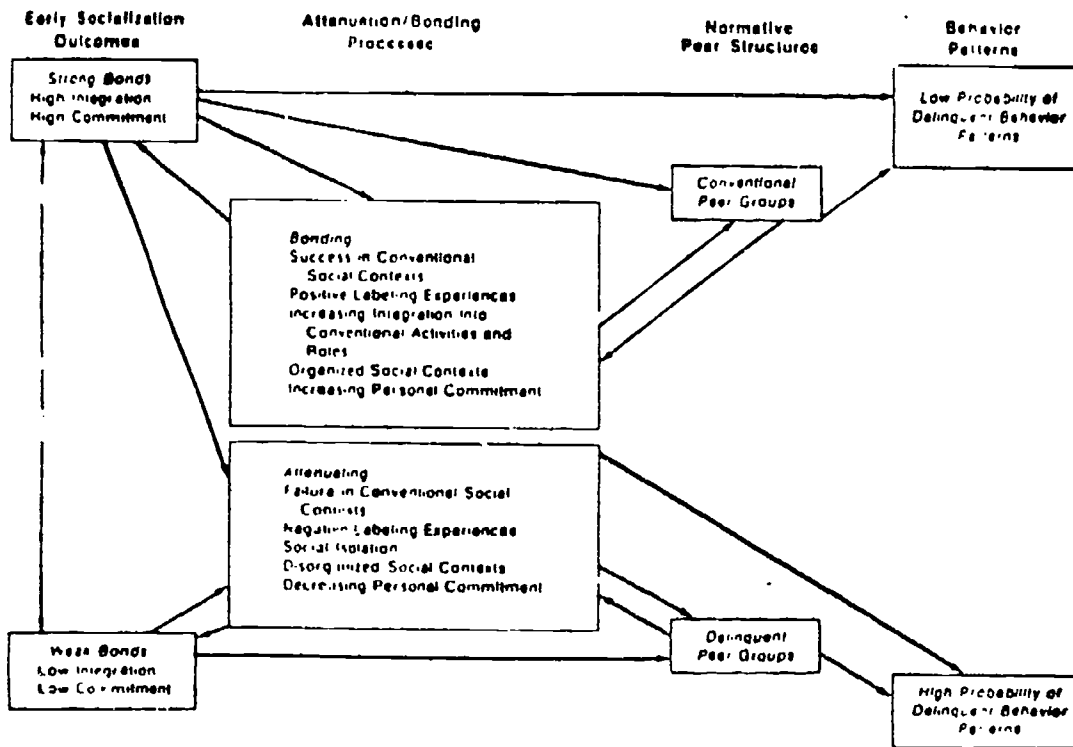 Early Socialization
Outcomes
Attenuation/Bonding
Processes
Normative
Peer Structures
Behavior
Patterns
Strong Bonds
High Integration
High Commitment
Low Probability of
Delinquent Behavior
Patterns
Conventional
Peer Groups
Bonding
Success in Conventional
Social Contexts
Positive Labeling Experiences
Increasing Integration Into
Conventional Activities and
Roles
Organized Social Contexts
Increasing Personal Commitment
Attenuating
Failure in Conventional Social
Contexts
Negative Labeling Experiences
Social Isolation
Disorganized Social Contexts
Decreasing Personal Commitment
Weak Bonds
Low Integration
Low Commitment
Delinquent
Peer Groups
High Probability of
Delinquent Behavior
Patterns